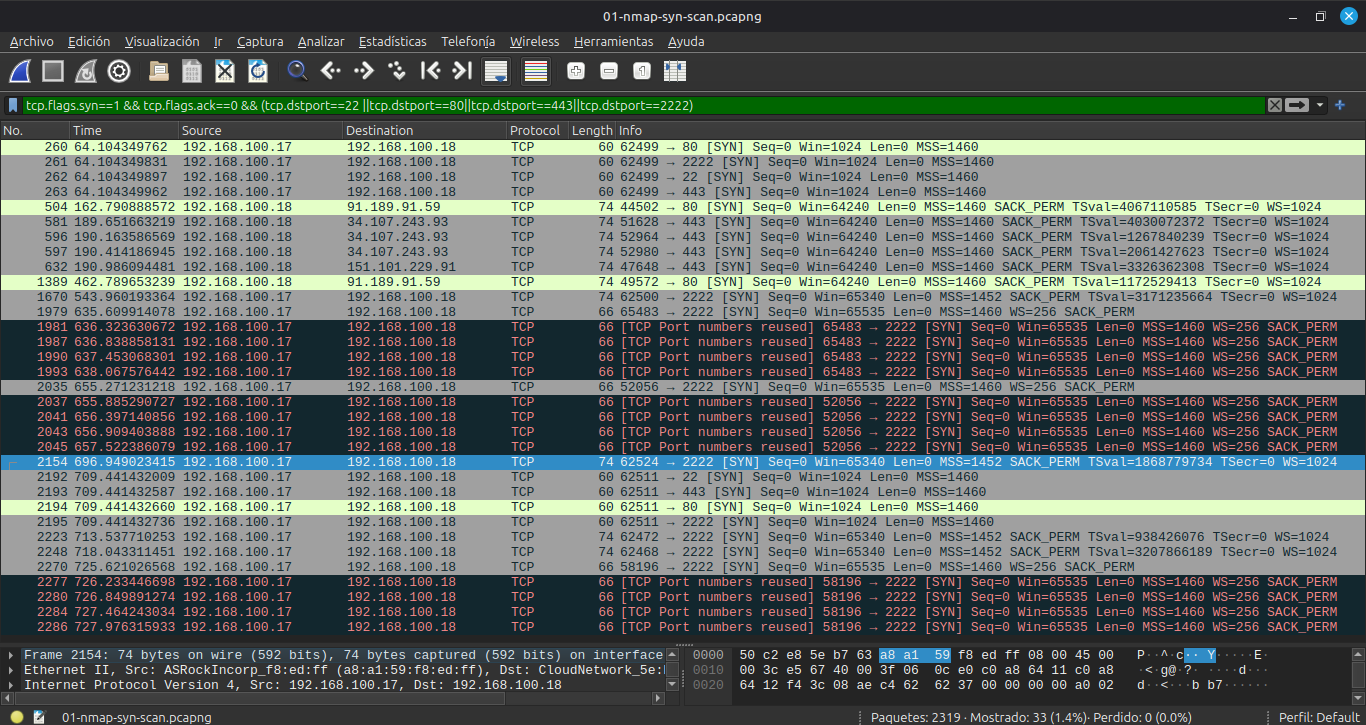 01-nmap-syn-scan.pcapng
Archivo Edición Visualización Ir Captura Analizar Estadísticas Telefonía Wireless Herramientas Ayuda
tcp.flags.syn==1 && tcp.flags.ack==0 && (tcp.dstport==22 ||tcp.dstport==80||tcp.dstport==443||tcp.dstport==2222)
No. Time Source Destination Protocol Length Info
260 64.104349762 192.168.100.17 192.168.100.18 TCP 60 62499 → 80 [SYN] Seq=0 Win=1024 Len=0 MSS=1460
261 64.104349831 192.168.100.17 192.168.100.18 TCP 60 62499 → 2222 [SYN] Seq=0 Win=1024 Len=0 MSS=1460
262 64.104349897 192.168.100.17 192.168.100.18 TCP 60 62499 → 22 [SYN] Seq=0 Win=1024 Len=0 MSS=1460
263 64.104349962 192.168.100.17 192.168.100.18 TCP 60 62499 → 443 [SYN] Seq=0 Win=1024 Len=0 MSS=1460
504 162.790888572 192.168.100.18 91.189.91.59 TCP 74 44502 → 80 [SYN] Seq=0 Win=64240 Len=0 MSS=1460 SACK_PERM TSval=4067110585 TSecr=0 WS=1024
581 189.651663219 192.168.100.18 34.107.243.93 TCP 74 51628 → 443 [SYN] Seq=0 Win=64240 Len=0 MSS=1460 SACK_PERM TSval=4030072372 TSecr=0 WS=1024
596 190.163586569 192.168.100.18 34.107.243.93 TCP 74 52964 → 443 [SYN] Seq=0 Win=64240 Len=0 MSS=1460 SACK_PERM TSval=1267840239 TSecr=0 WS=1024
597 190.414186945 192.168.100.18 34.107.243.93 TCP 74 52980 → 443 [SYN] Seq=0 Win=64240 Len=0 MSS=1460 SACK_PERM TSval=2061427623 TSecr=0 WS=1024
632 190.986094481 192.168.100.18 151.101.229.91 TCP 74 47648 → 443 [SYN] Seq=0 Win=64240 Len=0 MSS=1460 SACK_PERM TSval=3326362308 TSecr=0 WS=1024
1389 462.789653239 192.168.100.18 91.189.91.59 TCP 74 49572 → 80 [SYN] Seq=0 Win=64240 Len=0 MSS=1460 SACK_PERM TSval=1172529413 TSecr=0 WS=1024
1670 543.960193364 192.168.100.17 192.168.100.18 TCP 74 62500 → 2222 [SYN] Seq=0 Win=65340 Len=0 MSS=1452 SACK_PERM TSval=3171235664 TSecr=0 WS=1024
1979 635.609914078 192.168.100.17 192.168.100.18 TCP 66 65483 → 2222 [SYN] Seq=0 Win=65535 Len=0 MSS=1460 WS=256 SACK_PERM
1981 636.323630672 192.168.100.17 192.168.100.18 TCP 66 [TCP Port numbers reused] 65483 → 2222 [SYN] Seq=0 Win=65535 Len=0 MSS=1460 WS=256 SACK_PERM
1987 636.838858131 192.168.100.17 192.168.100.18 TCP 66 [TCP Port numbers reused] 65483 → 2222 [SYN] Seq=0 Win=65535 Len=0 MSS=1460 WS=256 SACK_PERM
1990 637.453068301 192.168.100.17 192.168.100.18 TCP 66 [TCP Port numbers reused] 65483 → 2222 [SYN] Seq=0 Win=65535 Len=0 MSS=1460 WS=256 SACK_PERM
1993 638.067576442 192.168.100.17 192.168.100.18 TCP 66 [TCP Port numbers reused] 65483 → 2222 [SYN] Seq=0 Win=65535 Len=0 MSS=1460 WS=256 SACK_PERM
2035 655.271231218 192.168.100.17 192.168.100.18 TCP 66 52056 → 2222 [SYN] Seq=0 Win=65535 Len=0 MSS=1460 WS=256 SACK_PERM
2037 655.885290727 192.168.100.17 192.168.100.18 TCP 66 [TCP Port numbers reused] 52056 → 2222 [SYN] Seq=0 Win=65535 Len=0 MSS=1460 WS=256 SACK_PERM
2041 656.397140856 192.168.100.17 192.168.100.18 TCP 66 [TCP Port numbers reused] 52056 → 2222 [SYN] Seq=0 Win=65535 Len=0 MSS=1460 WS=256 SACK_PERM
2043 656.909403888 192.168.100.17 192.168.100.18 TCP 66 [TCP Port numbers reused] 52056 → 2222 [SYN] Seq=0 Win=65535 Len=0 MSS=1460 WS=256 SACK_PERM
2045 657.522386079 192.168.100.17 192.168.100.18 TCP 66 [TCP Port numbers reused] 52056 → 2222 [SYN] Seq=0 Win=65535 Len=0 MSS=1460 WS=256 SACK_PERM
2154 696.949023415 192.168.100.17 192.168.100.18 TCP 74 62524 → 2222 [SYN] Seq=0 Win=65340 Len=0 MSS=1452 SACK_PERM TSval=1868779734 TSecr=0 WS=1024
2192 709.441432009 192.168.100.17 192.168.100.18 TCP 60 62511 → 22 [SYN] Seq=0 Win=1024 Len=0 MSS=1460
2193 709.441432587 192.168.100.17 192.168.100.18 TCP 60 62511 → 443 [SYN] Seq=0 Win=1024 Len=0 MSS=1460
2194 709.441432660 192.168.100.17 192.168.100.18 TCP 60 62511 → 80 [SYN] Seq=0 Win=1024 Len=0 MSS=1460
2195 709.441432736 192.168.100.17 192.168.100.18 TCP 60 62511 → 2222 [SYN] Seq=0 Win=1024 Len=0 MSS=1460
2223 713.537710253 192.168.100.17 192.168.100.18 TCP 74 62472 → 2222 [SYN] Seq=0 Win=65340 Len=0 MSS=1452 SACK_PERM TSval=938426076 TSecr=0 WS=1024
2248 718.043311451 192.168.100.17 192.168.100.18 TCP 74 62468 → 2222 [SYN] Seq=0 Win=65340 Len=0 MSS=1452 SACK_PERM TSval=3207866189 TSecr=0 WS=1024
2270 725.621026568 192.168.100.17 192.168.100.18 TCP 66 58196 → 2222 [SYN] Seq=0 Win=65535 Len=0 MSS=1460 WS=256 SACK_PERM
2277 726.233446698 192.168.100.17 192.168.100.18 TCP 66 [TCP Port numbers reused] 58196 → 2222 [SYN] Seq=0 Win=65535 Len=0 MSS=1460 WS=256 SACK_PERM
2280 726.849891274 192.168.100.17 192.168.100.18 TCP 66 [TCP Port numbers reused] 58196 → 2222 [SYN] Seq=0 Win=65535 Len=0 MSS=1460 WS=256 SACK_PERM
2284 727.464243034 192.168.100.17 192.168.100.18 TCP 66 [TCP Port numbers reused] 58196 → 2222 [SYN] Seq=0 Win=65535 Len=0 MSS=1460 WS=256 SACK_PERM
2286 727.976315933 192.168.100.17 192.168.100.18 TCP 66 [TCP Port numbers reused] 58196 → 2222 [SYN] Seq=0 Win=65535 Len=0 MSS=1460 WS=256 SACK_PERM
Frame 2154: 74 bytes on wire (592 bits), 74 bytes captured (592 bits) on interface
Ethernet II, Src: ASRockIncorp_f8:ed:ff (a8:a1:59:f8:ed:ff), Dst: CloudNetwork_5e:
Internet Protocol Version 4, Src: 192.168.100.17, Dst: 192.168.100.18
0000 50 c2 e8 5e b7 63 a8 a1 59 f8 ed ff 08 00 45 00 P··^·c··Y·····E·
0010 00 3c e5 67 40 00 3f 06 0c e0 c0 a8 64 11 c0 a8 ·<·g@·?·····d···
0020 64 12 f4 3c 08 ae c4 62 62 37 00 00 00 00 a0 02 d··<···bb7······
01-nmap-syn-scan.pcapng
Paquetes: 2319 · Mostrado: 33 (1.4%) · Perdido: 0 (0.0%)
Perfil: Default